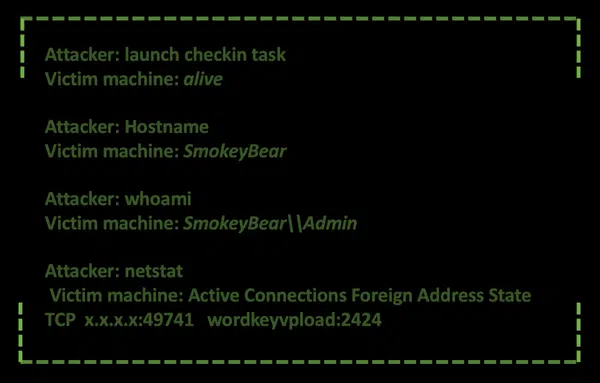 Attacker: launch checkin task
Victim machine: alive
Attacker: Hostname
Victim machine: SmokeyBear
Attacker: whoami
Victim machine: SmokeyBear\\Admin
Attacker: netstat
Victim machine: Active Connections Foreign Address State
TCP x.x.x.x:49741 wordkeyvpload:2424